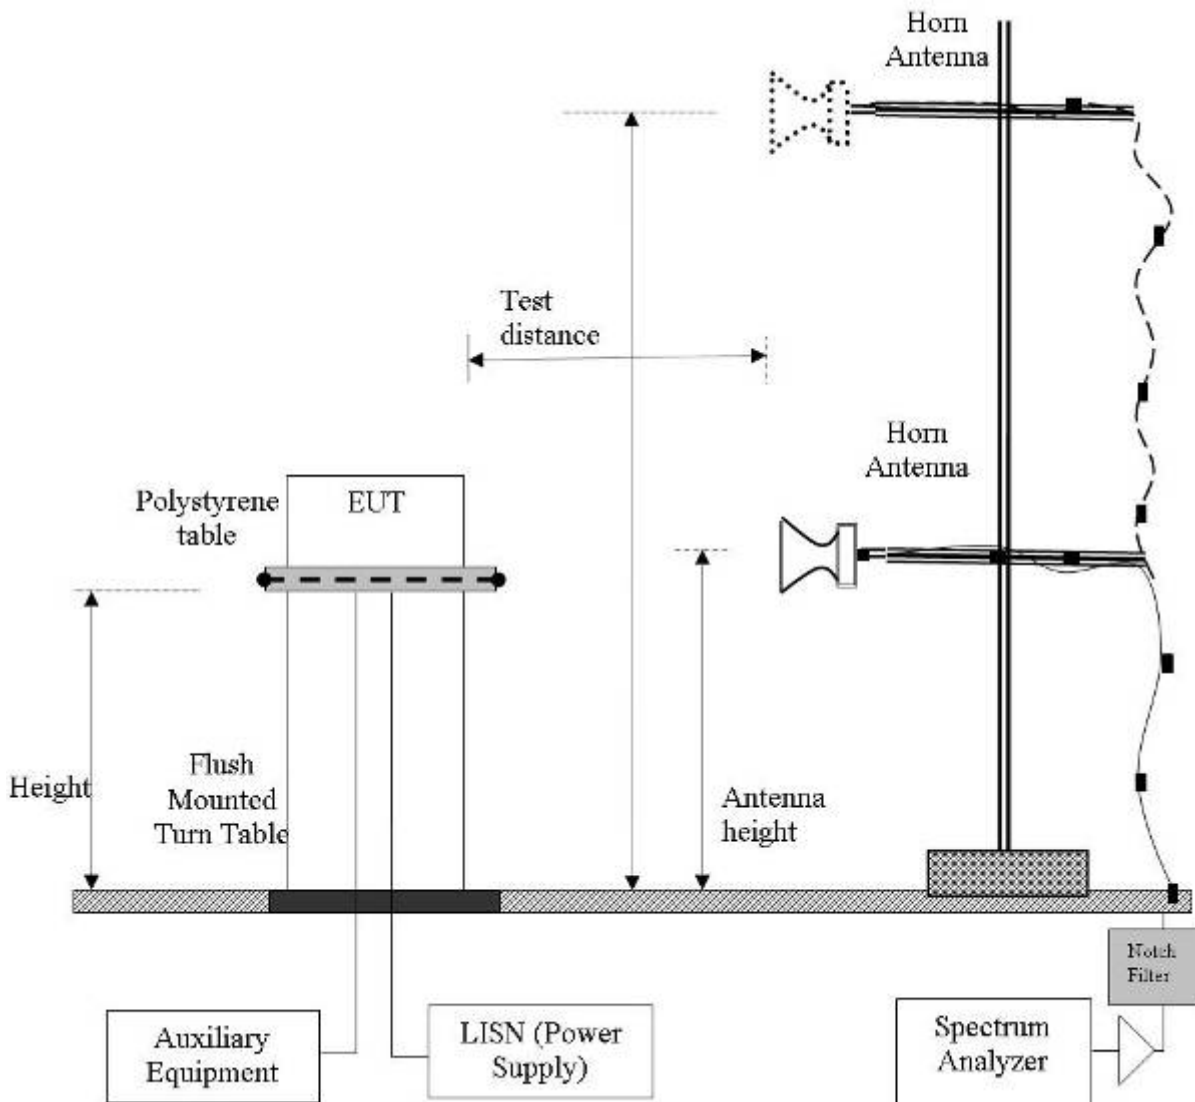 Horn
Antenna
Test
distance
Horn
Antenna
Polystyrene
table
EUT
Height
Flush
Mounted
Turn Table
Antenna
height
Notch
Filter
Auxiliary
Equipment
LISN (Power
Supply)
Spectrum
Analyzer